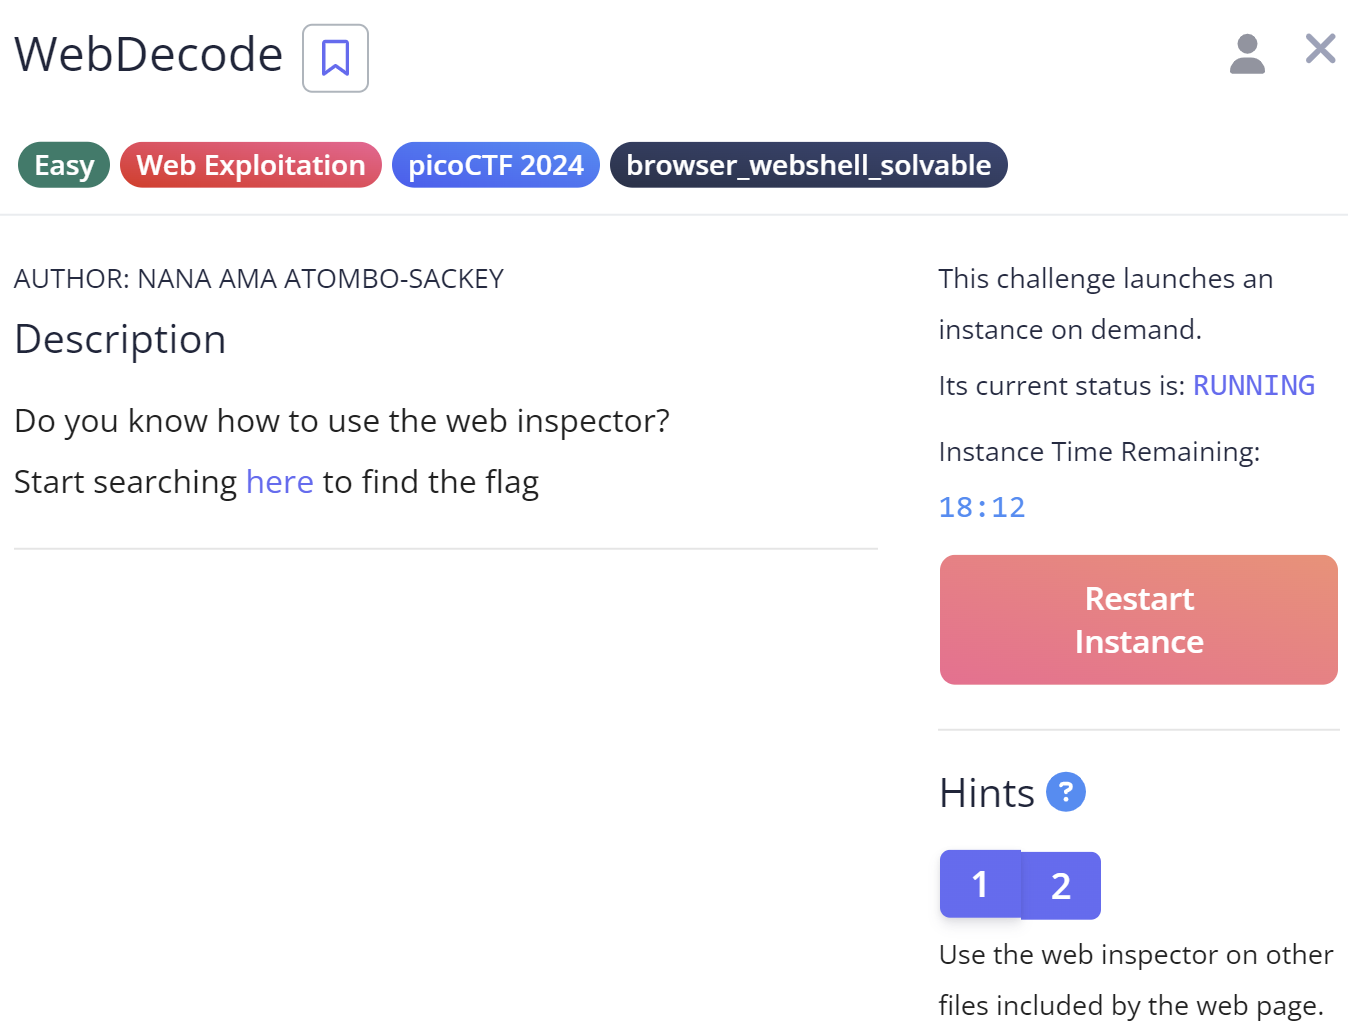 WebDecode
Easy Web Exploitation picoCTF 2024 browser_webshell_solvable
AUTHOR: NANA AMA ATOMBO-SACKEY
Description
Do you know how to use the web inspector?
Start searching here to find the flag
This challenge launches an
instance on demand.
Its current status is: RUNNING
Instance Time Remaining:
18:12
Restart
Instance
Hints ?
1 2
Use the web inspector on other
files included by the web page.